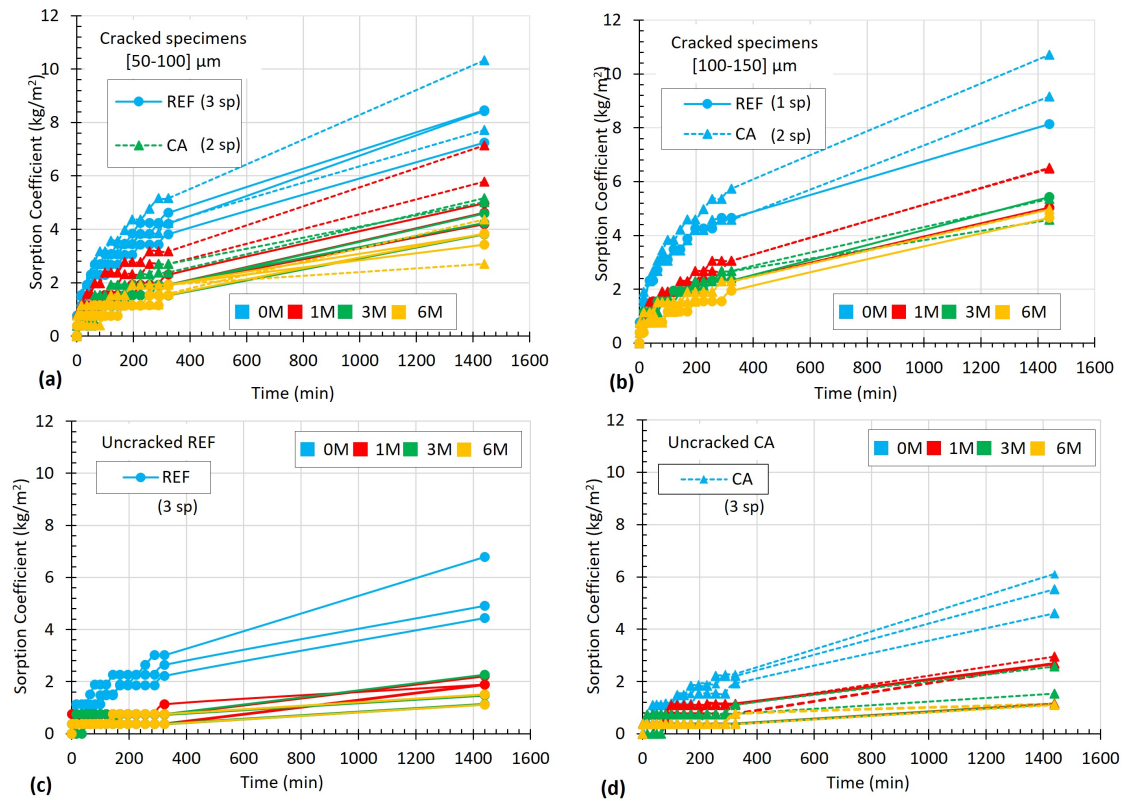 Cracked specimens
[50-100] µm
REF (3 sp)
CA (2 sp)
Sorption Coefficient (kg/m²)
12
10
8
6
4
2
0
0M 1M 3M 6M
0 200 400 600 800 1000 1200 1400 1600
(a)
Time (min)
Cracked specimens
[100-150] µm
REF (1 sp)
CA (2 sp)
Sorption Coefficient (kg/m²)
12
10
8
6
4
2
0
0M 1M 3M 6M
0 200 400 600 800 1000 1200 1400 1600
(b)
Time (min)
Uncracked REF
0M 1M 3M 6M
REF
(3 sp)
Sorption Coefficient (kg/m²)
12
10
8
6
4
2
0
0 200 400 600 800 1000 1200 1400 1600
(c)
Time (min)
Uncracked CA
0M 1M 3M 6M
CA
(3 sp)
Sorption Coefficient (kg/m²)
12
10
8
6
4
2
0
0 200 400 600 800 1000 1200 1400 1600
(d)
Time (min)